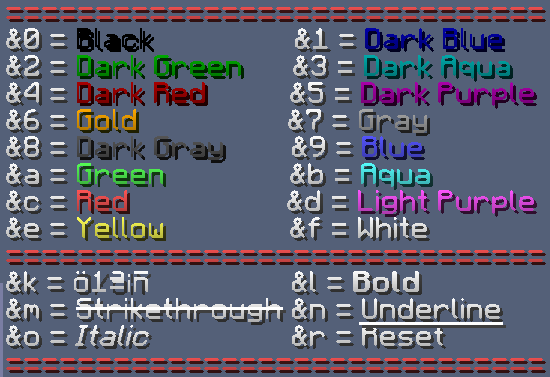 ================================
&0 = Black &1 = Dark Blue
&2 = Dark Green &3 = Dark Aqua
&4 = Dark Red &5 = Dark Purple
&6 = Gold &7 = Gray
&8 = Dark Gray &9 = Blue
&a = Green &b = Aqua
&c = Red &d = Light Purple
&e = Yellow &f = White
================================
&k = &l = Bold
&m = Strikethrough &n = Underline
&o = Italic &r = Reset
================================